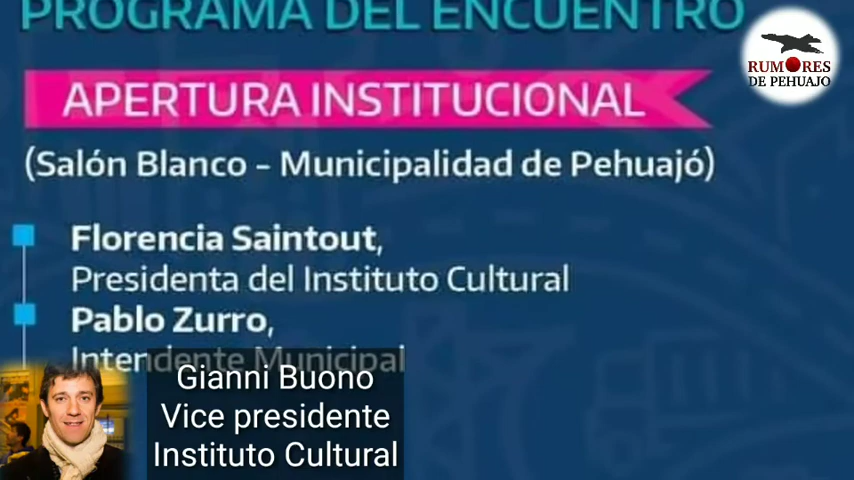 PROGRAMA DEL ENCUENTRO
RUMORES
DE PEHUAJO
APERTURA INSTITUCIONAL
(Salón Blanco - Municipalidad de Pehuajó)
Florencia Saintout,
Presidenta del Instituto Cultural
Pablo Zurro,
Intendente Municipal
Gianni Buono
Vice presidente
Instituto Cultural